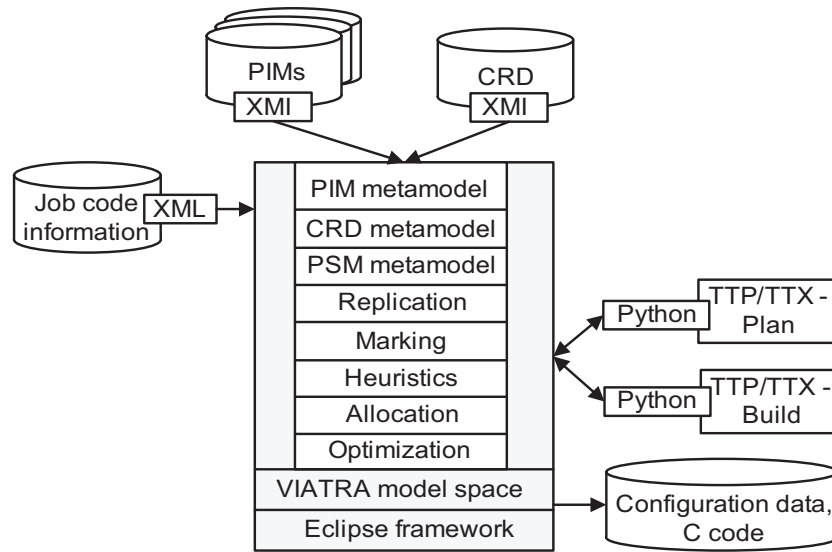 PIMs
XMI
CRD
XMI
Job code
information
XML
PIM metamodel
CRD metamodel
PSM metamodel
Replication
Marking
Heuristics
Allocation
Optimization
VIATRA model space
Eclipse framework
Python
TTP/TTX -
Plan
Python
TTP/TTX -
Build
Configuration data,
C code